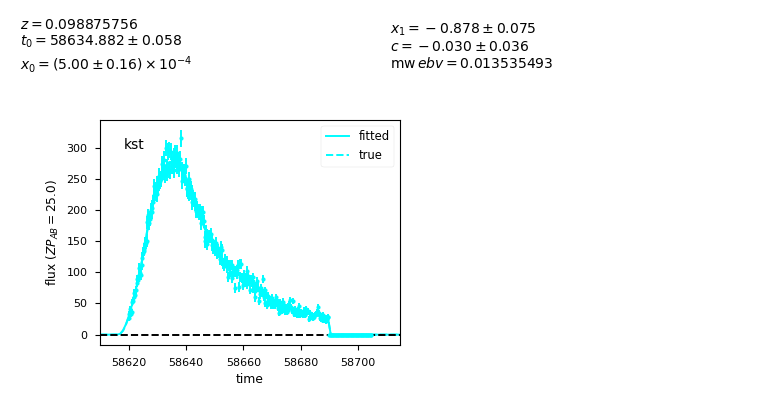 z = 0.098875756
t₀ = 58634.882 ± 0.058
x₀ = (5.00 ± 0.16) × 10⁻⁴
x₁ = −0.878 ± 0.075
c = −0.030 ± 0.036
mw ebv = 0.013535493
kst
fitted
true
flux (ZP_AB = 25.0)
300
250
200
150
100
50
0
58620 58640 58660 58680 58700
time